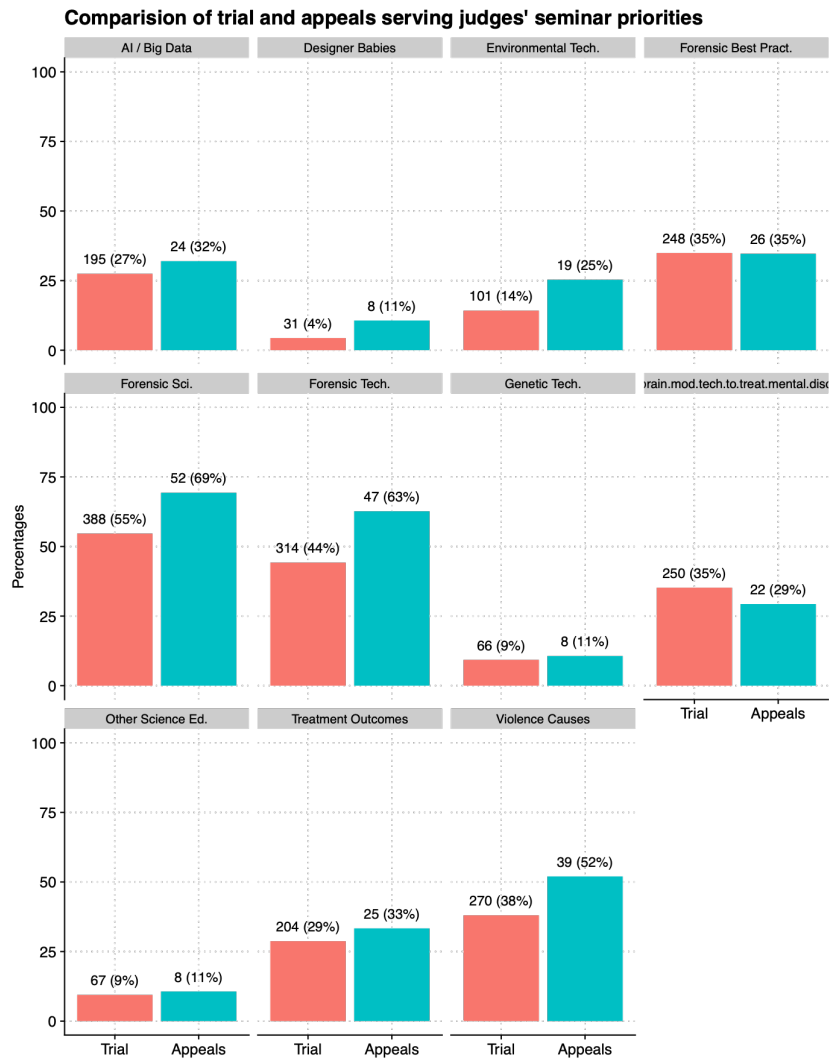 Comparision of trial and appeals serving judges' seminar priorities
AI / Big Data
Designer Babies
Environmental Tech.
Forensic Best Pract.
100
75
50
25
0
195 (27%)
24 (32%)
31 (4%)
8 (11%)
101 (14%)
19 (25%)
248 (35%)
26 (35%)
Forensic Sci.
Forensic Tech.
Genetic Tech.
brain.mod.tech.to.treat.mental.diso
100
75
50
25
0
388 (55%)
52 (69%)
314 (44%)
47 (63%)
66 (9%)
8 (11%)
250 (35%)
22 (29%)
Trial
Appeals
Percentages
Other Science Ed.
Treatment Outcomes
Violence Causes
100
75
50
25
0
67 (9%)
8 (11%)
204 (29%)
25 (33%)
270 (38%)
39 (52%)
Trial
Appeals
Trial
Appeals
Trial
Appeals